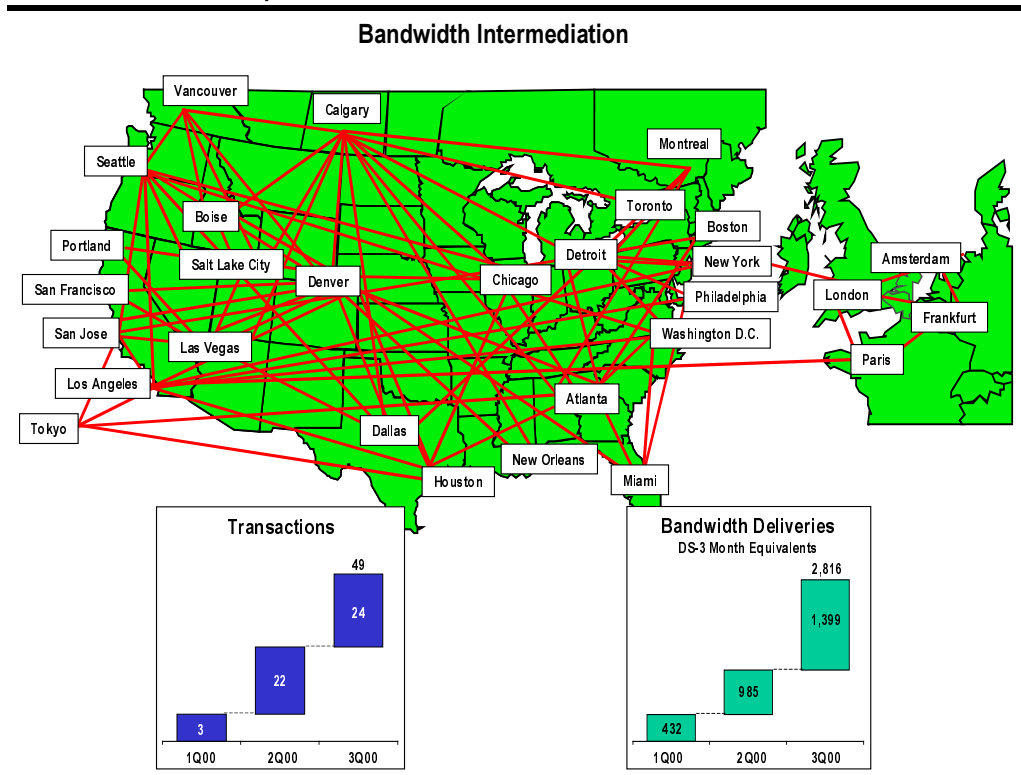 Bandwidth Intermediation
Vancouver
Calgary
Montreal
Seattle
Toronto
Boise
Boston
Portland
Detroit
New York
Amsterdam
Salt Lake City
Denver
Chicago
San Francisco
Philadelphia
London
Frankfurt
San Jose
Las Vegas
Washington D.C.
Paris
Los Angeles
Atlanta
Tokyo
Dallas
New Orleans
Houston
Miami
Transactions
49
24
22
3
1Q00 2Q00 3Q00
Bandwidth Deliveries
DS-3 Month Equivalents
2,816
1,399
985
432
1Q00 2Q00 3Q00